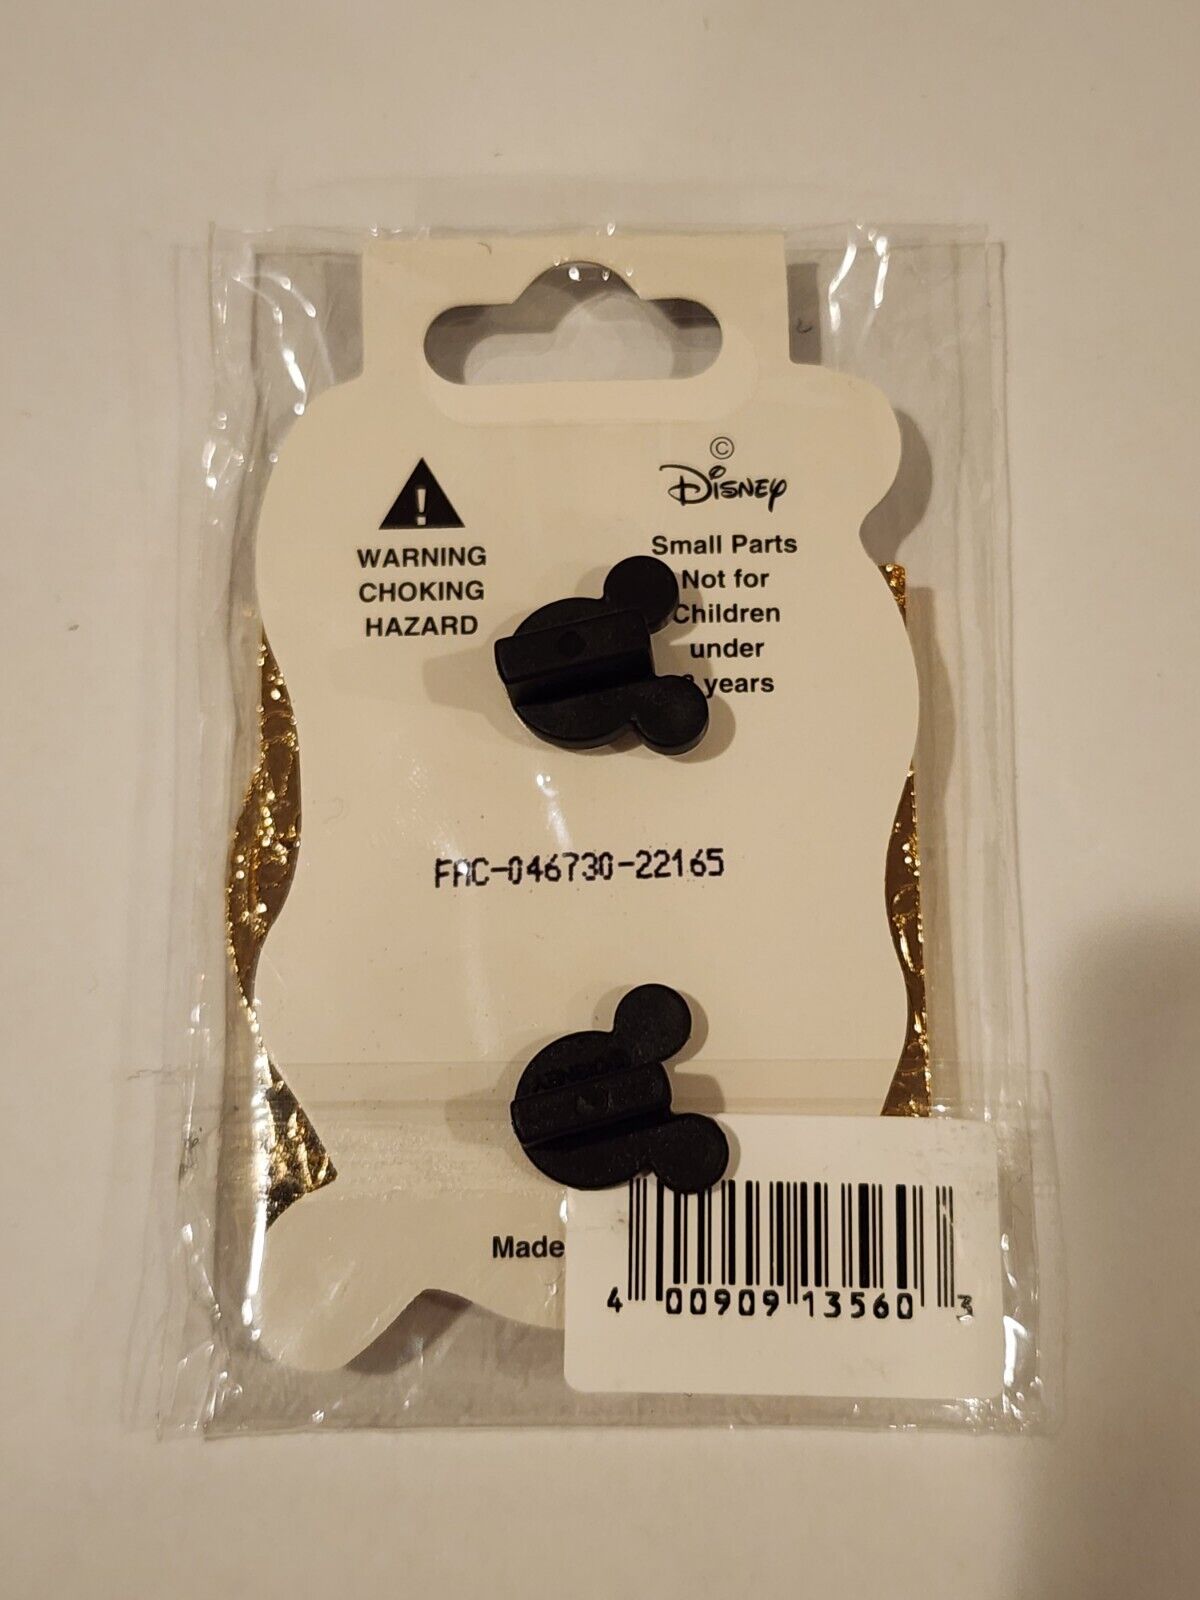 WARNING
CHOKING
HAZARD
©
Disney
Small Parts
Not for
Children
under
years
FAC-046730-22165
Made
4 00909 13560 3